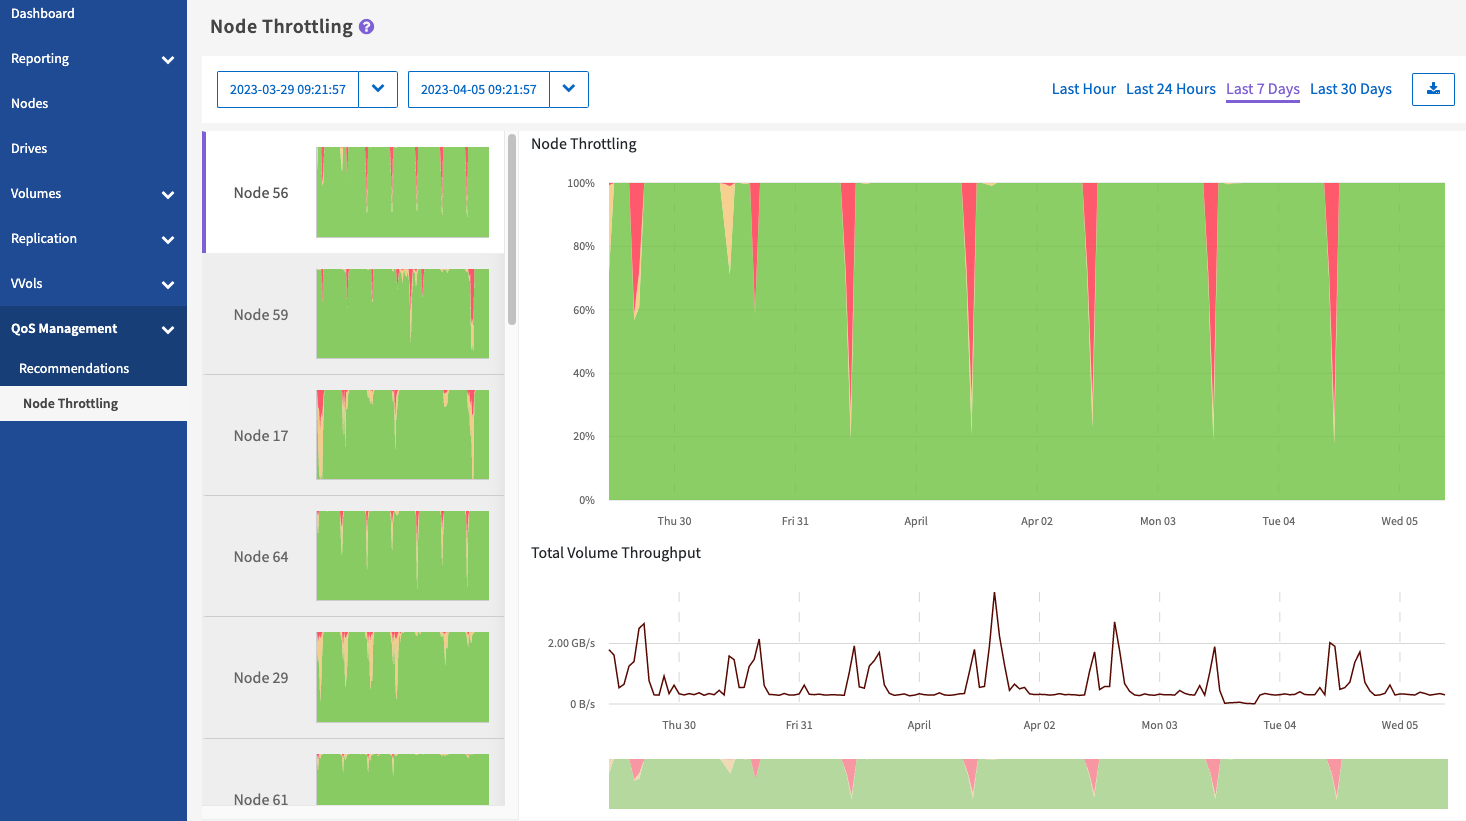 Dashboard
Reporting
Nodes
Drives
Volumes
Replication
VVols
QoS Management
Recommendations
Node Throttling
Node Throttling ?
2023-03-29 09:21:57
2023-04-05 09:21:57
Last Hour Last 24 Hours Last 7 Days Last 30 Days
Node 56
Node 59
Node 17
Node 64
Node 29
Node 61
Node Throttling
100%
80%
60%
40%
20%
0%
Thu 30 Fri 31 April Apr 02 Mon 03 Tue 04 Wed 05
Total Volume Throughput
2.00 GB/s
0 B/s
Thu 30 Fri 31 April Apr 02 Mon 03 Tue 04 Wed 05